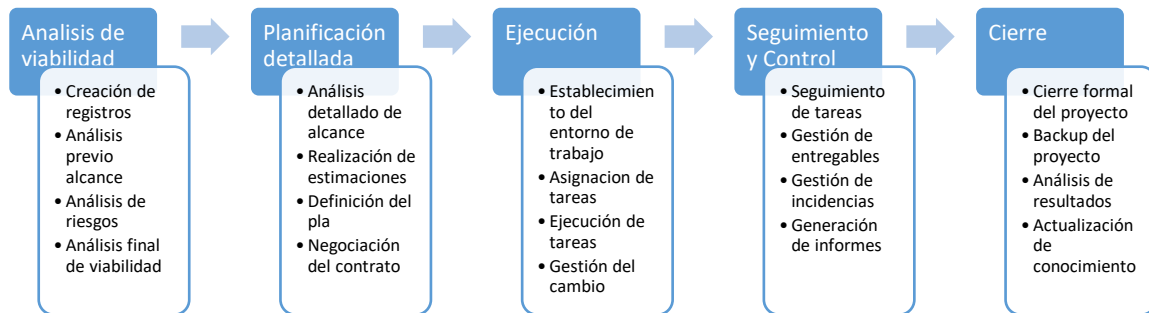 Analisis de
viabilidad
• Creación de
registros
• Análisis
previo
alcance
• Análisis de
riesgos
• Análisis final
de viabilidad
Planificación
detallada
• Análisis
detallado de
alcance
• Realización de
estimaciones
• Definición del
pla
• Negociación
del contrato
Ejecución
• Establecimien
to del
entorno de
trabajo
• Asignacion de
tareas
• Ejecución de
tareas
• Gestión del
cambio
Seguimiento
y Control
• Seguimiento
de tareas
• Gestión de
entregables
• Gestión de
incidencias
• Generación
de informes
Cierre
• Cierre formal
del proyecto
• Backup del
proyecto
• Análisis de
resultados
• Actualización
de
conocimiento